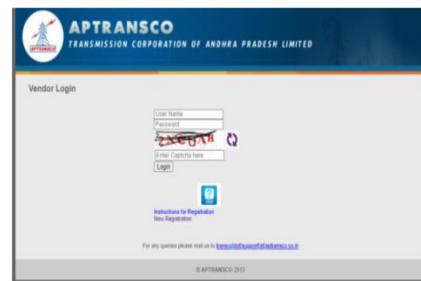 APTRANSCO
TRANSMISSION CORPORATION OF ANDHRA PRADESH LIMITED
APTRANSCO
Vendor Login
User Name
Password
Enter Captcha here
Login
Instructions for Registration
New Registration
For any queries please mail us to
© APTRANSCO 2013